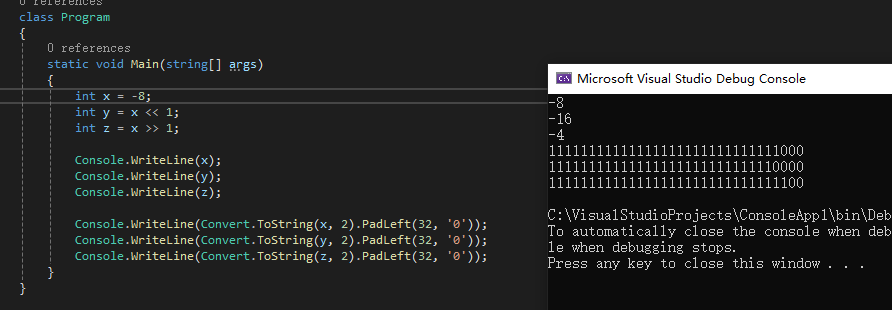 0 references
class Program
{
0 references
static void Main(string[] args)
{
int x = -8;
int y = x << 1;
int z = x >> 1;
Console.WriteLine(x);
Console.WriteLine(y);
Console.WriteLine(z);
Console.WriteLine(Convert.ToString(x, 2).PadLeft(32, '0'));
Console.WriteLine(Convert.ToString(y, 2).PadLeft(32, '0'));
Console.WriteLine(Convert.ToString(z, 2).PadLeft(32, '0'));
}
}
Microsoft Visual Studio Debug Console
-8
-16
-4
11111111111111111111111111111000
11111111111111111111111111110000
11111111111111111111111111111100
C:\VisualStudioProjects\ConsoleApp1\bin\Deb
To automatically close the console when deb
le when debugging stops.
Press any key to close this window . . .